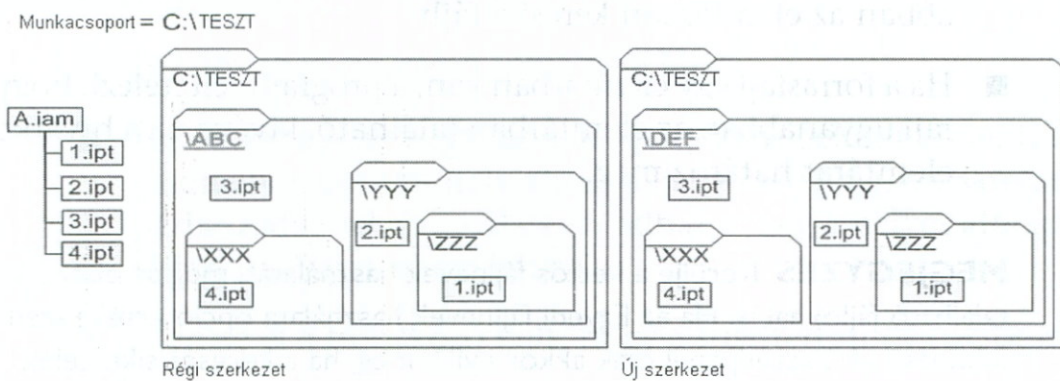 Munkacsoport = C:\TESZT
A.iam
1.ipt
2.ipt
3.ipt
4.ipt
C:\TESZT
\ABC
3.ipt
\YYY
2.ipt
\ZZZ
\XXX
4.ipt
1.ipt
Régi szerkezet
C:\TESZT
\DEF
3.ipt
\YYY
2.ipt
\ZZZ
\XXX
4.ipt
1.ipt
Új szerkezet